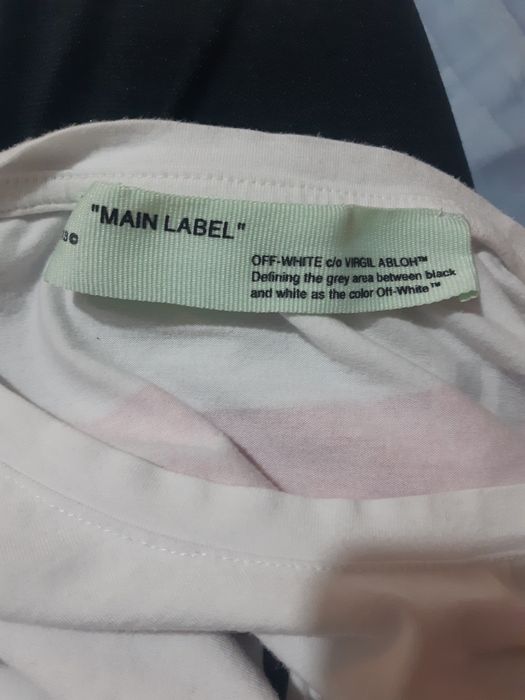 "MAIN LABEL"
3©
OFF-WHITE c/o VIRGIL ABLOH™
Defining the grey area between black
and white as the color Off-White™